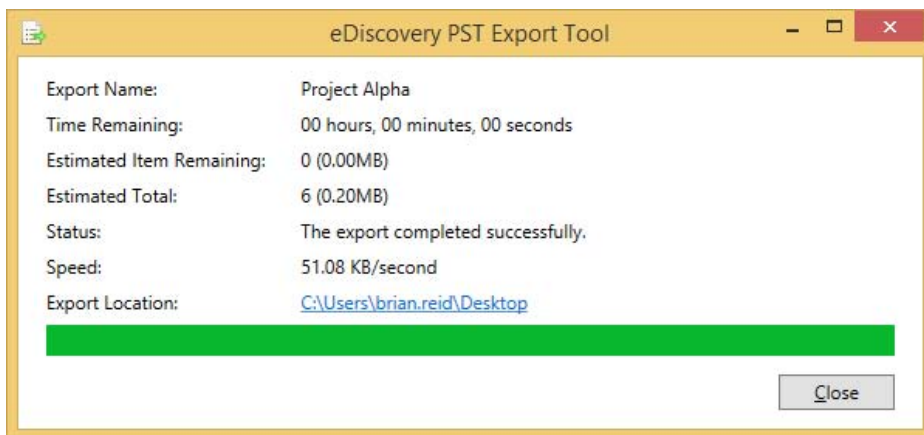 eDiscovery PST Export Tool
Export Name: Project Alpha
Time Remaining: 00 hours, 00 minutes, 00 seconds
Estimated Item Remaining: 0 (0.00MB)
Estimated Total: 6 (0.20MB)
Status: The export completed successfully.
Speed: 51.08 KB/second
Export Location: C:\Users\brian.reid\Desktop
Close